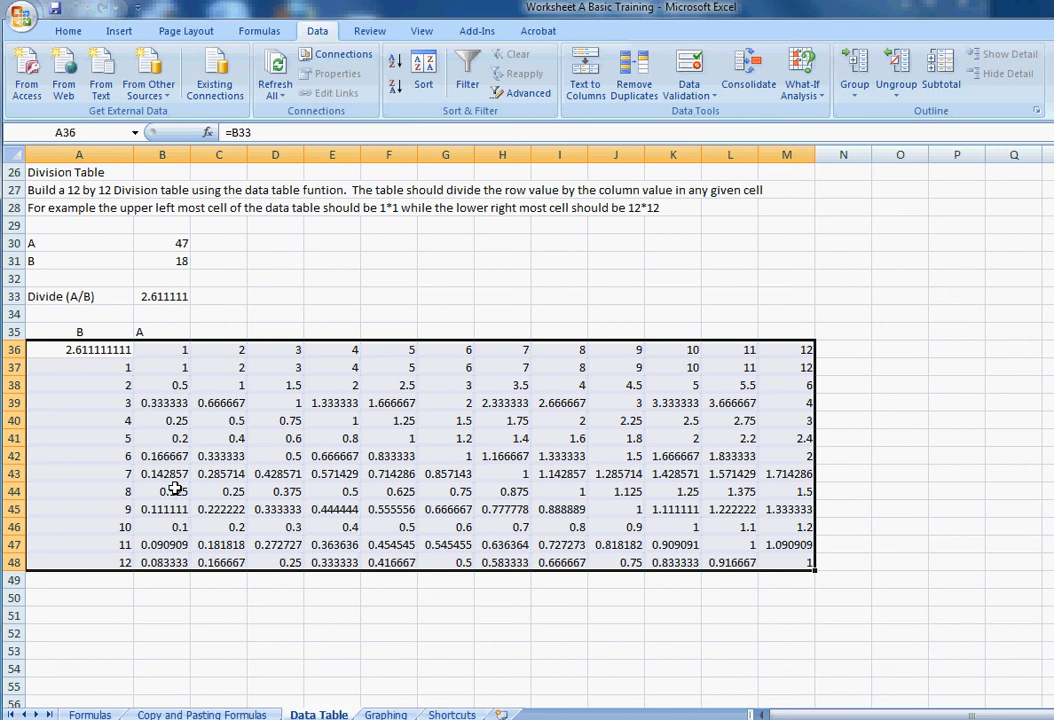 Worksheet A Basic Training - Microsoft Excel
Home Insert Page Layout Formulas Data Review View Add-Ins Acrobat
From Access From Web From Text From Other Sources Existing Connections
Get External Data
Refresh All Connections Properties Edit Links
Connections
Sort Filter Clear Reapply Advanced
Sort & Filter
Text to Columns Remove Duplicates Data Validation Consolidate What-If Analysis
Data Tools
Group Ungroup Subtotal Show Detail Hide Detail
Outline
A36 fx =B33
A B C D E F G H I J K L M N O P Q
26 Division Table
27 Build a 12 by 12 Division table using the data table funtion. The table should divide the row value by the column value in any given cell
28 For example the upper left most cell of the data table should be 1*1 while the lower right most cell should be 12*12
29
30 A 47
31 B 18
32
33 Divide (A/B) 2.611111
34
35 B A
36 2.611111111 1 2 3 4 5 6 7 8 9 10 11 12
37 1 1 2 3 4 5 6 7 8 9 10 11 12
38 2 0.5 1 1.5 2 2.5 3 3.5 4 4.5 5 5.5 6
39 3 0.333333 0.666667 1 1.333333 1.666667 2 2.333333 2.666667 3 3.333333 3.666667 4
40 4 0.25 0.5 0.75 1 1.25 1.5 1.75 2 2.25 2.5 2.75 3
41 5 0.2 0.4 0.6 0.8 1 1.2 1.4 1.6 1.8 2 2.2 2.4
42 6 0.166667 0.333333 0.5 0.666667 0.833333 1 1.166667 1.333333 1.5 1.666667 1.833333 2
43 7 0.142857 0.285714 0.428571 0.571429 0.714286 0.857143 1 1.142857 1.285714 1.428571 1.571429 1.714286
44 8 0.25 0.375 0.5 0.625 0.75 0.875 1 1.125 1.25 1.375 1.5
45 9 0.111111 0.222222 0.333333 0.444444 0.555556 0.666667 0.777778 0.888889 1 1.111111 1.222222 1.333333
46 10 0.1 0.2 0.3 0.4 0.5 0.6 0.7 0.8 0.9 1 1.1 1.2
47 11 0.090909 0.181818 0.272727 0.363636 0.454545 0.545455 0.636364 0.727273 0.818182 0.909091 1 1.090909
48 12 0.083333 0.166667 0.25 0.333333 0.416667 0.5 0.583333 0.666667 0.75 0.833333 0.916667 1
49
50
51
52
53
54
55
56
Formulas Copy and Pasting Formulas Data Table Graphing Shortcuts